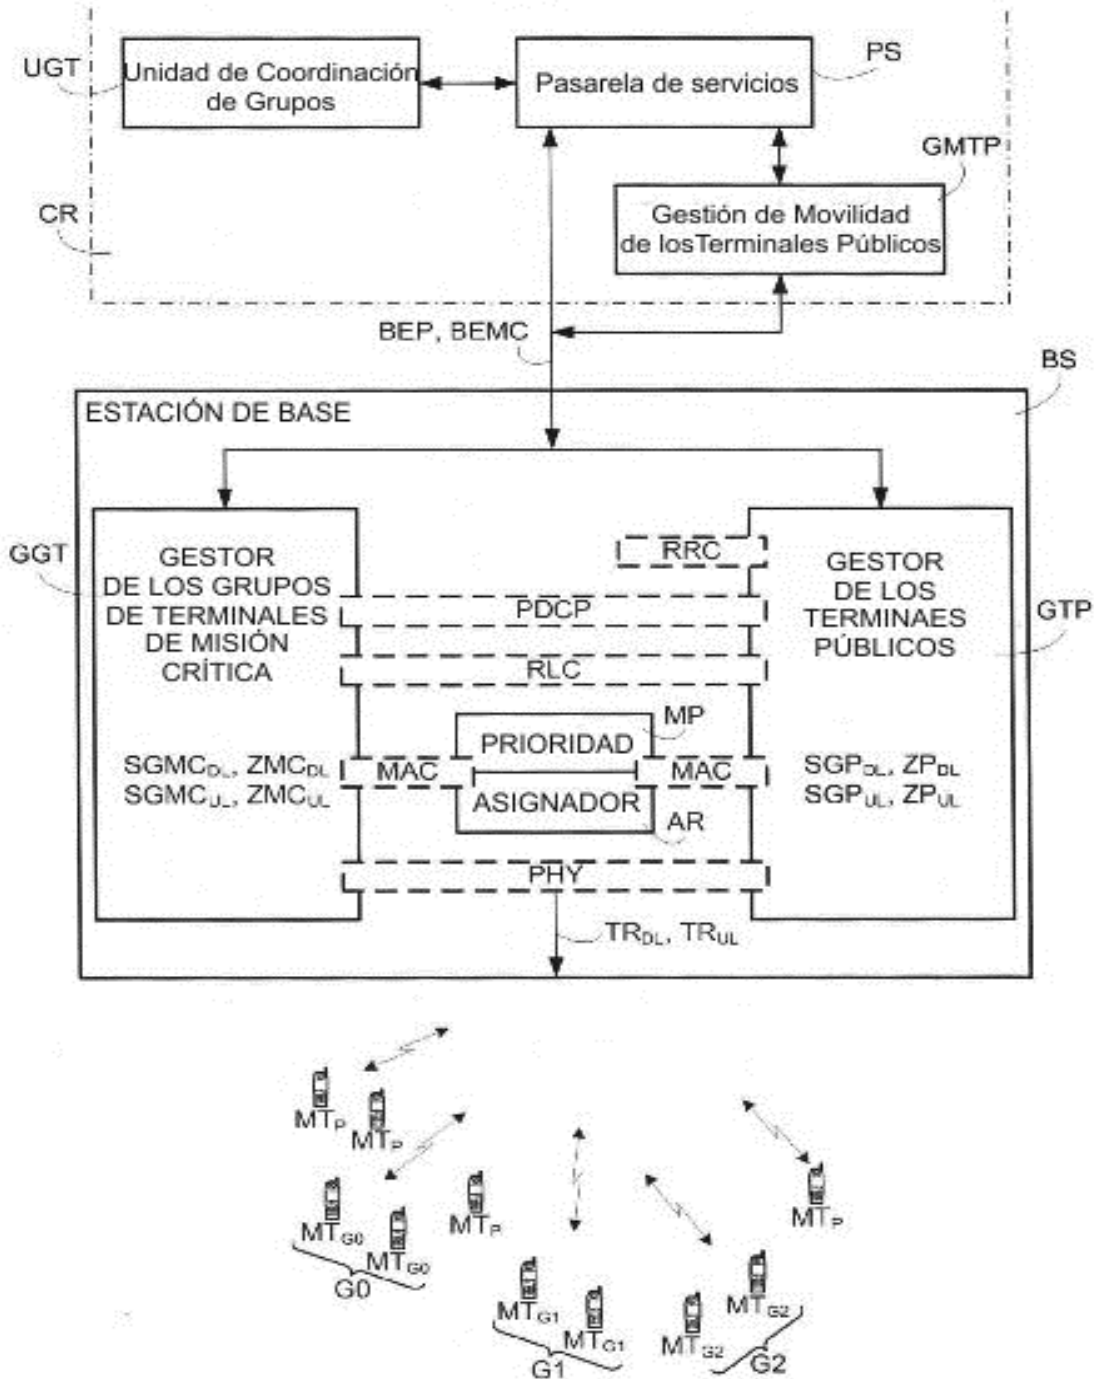 UGT
Unidad de Coordinación
de Grupos
Pasarela de servicios
PS
GMTP
CR
Gestión de Movilidad
de losTerminales Públicos
BEP, BEMC
BS
ESTACIÓN DE BASE
GGT
GESTOR
DE LOS GRUPOS
DE TERMINALES
DE MISIÓN
CRÍTICA
RRC
PDCP
RLC
GESTOR
DE LOS
TERMINAES
PÚBLICOS
GTP
MP
PRIORIDAD
MAC
MAC
ASIGNADOR
AR
SGMCDL, ZMCDL
SGMCUL, ZMCUL
SGPDL, ZPDL
SGPUL, ZPUL
PHY
TRDL, TRUL
MTP
MTP
MTG0
MTG0
G0
MTP
MTP
MTG1
MTG1
G1
MTG2
MTG2
G2